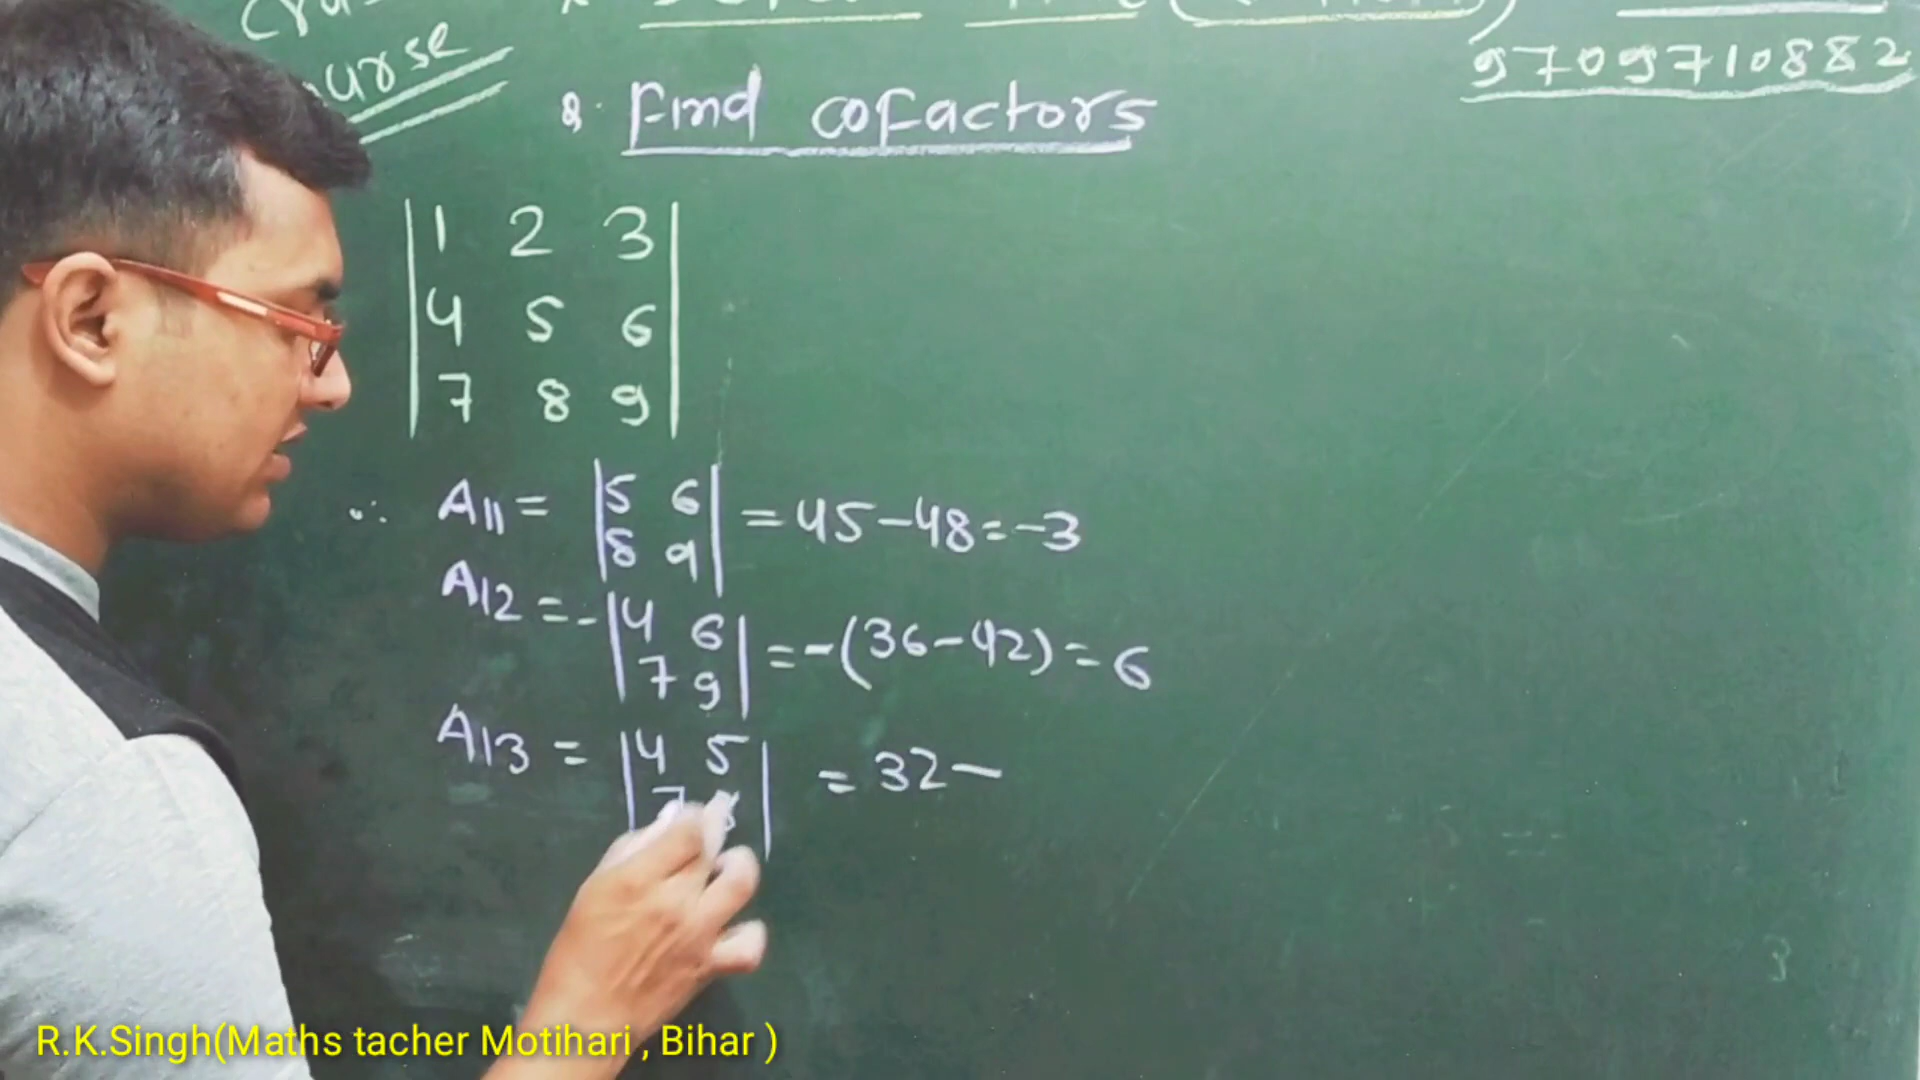 urse
9709710882
Q. Find cofactors
1 2 3
4 5 6
7 8 9
∴ A11 = |5 6| = 45-48=-3
|8 9|
A12 =- |4 6| =-(36-42)=6
|7 9|
A13 = |4 5| = 32-
7 8
R.K.Singh(Maths tacher Motihari , Bihar )